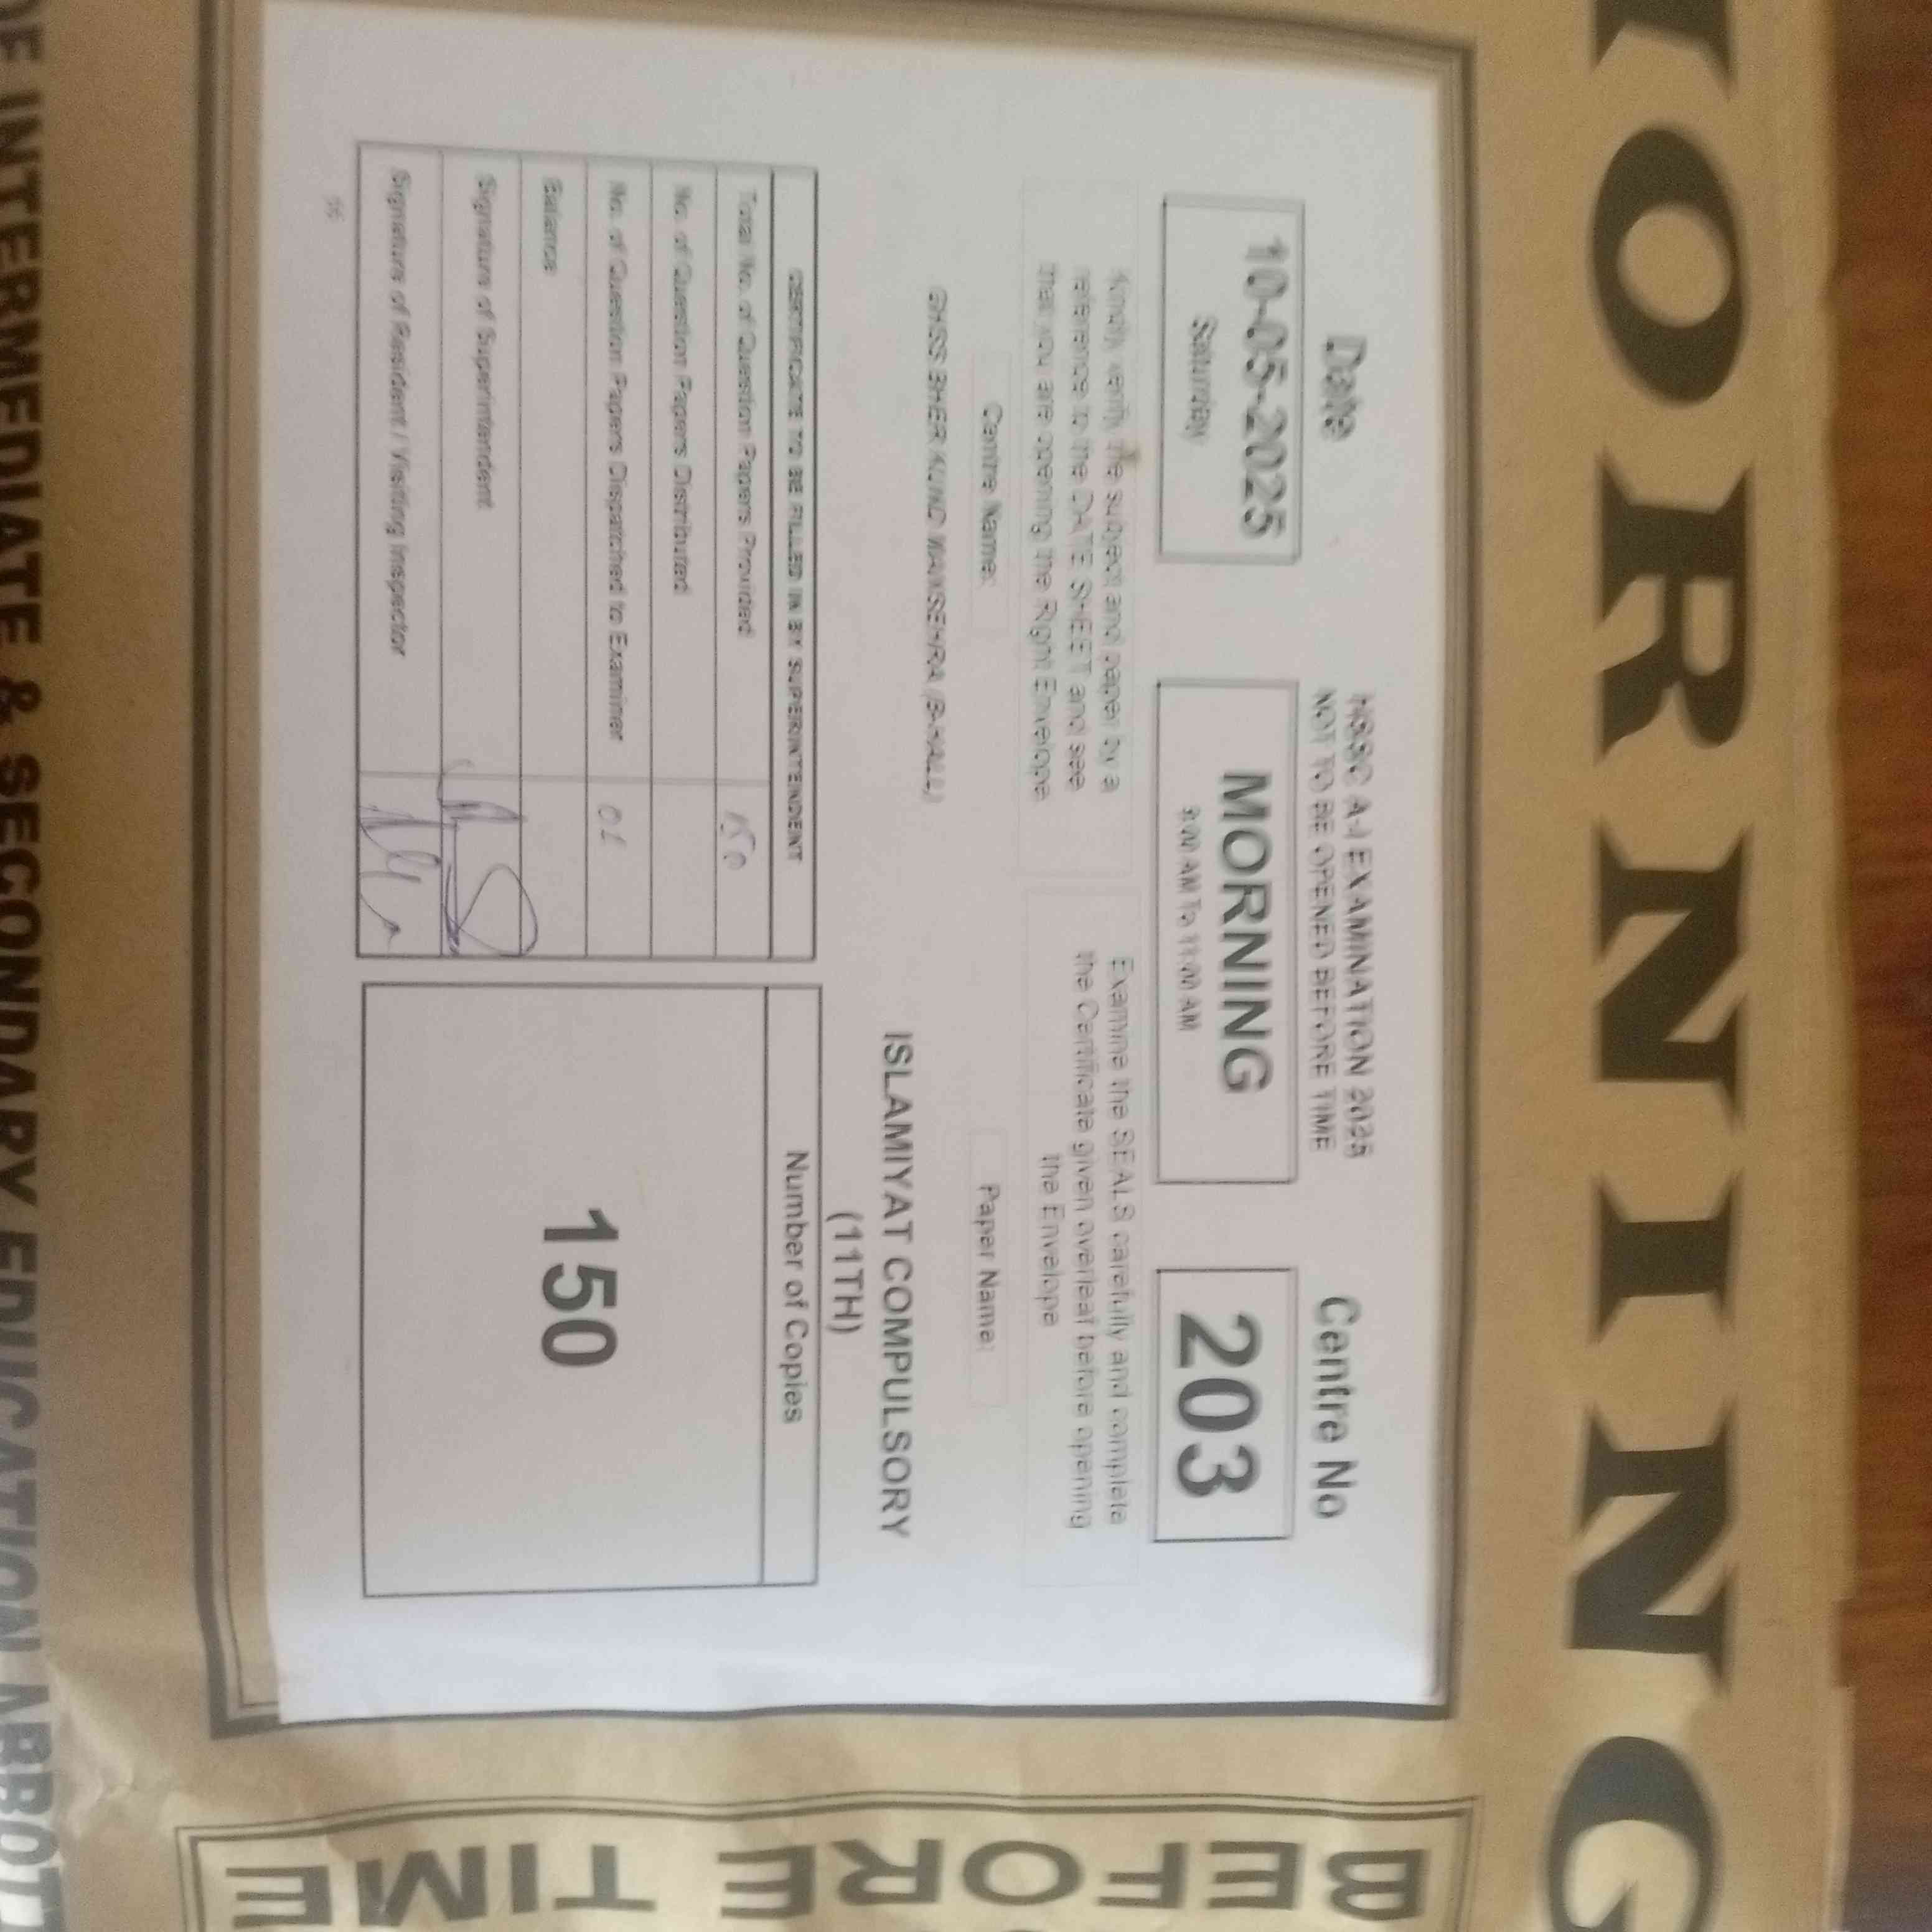 ORNING
Date
10-05-2025
Saturday
HSSC A-I EXAMINATION 2025
NOT TO BE OPENED BEFORE TIME
MORNING
9:00 AM To 11:00 AM
Centre No
203
Kindly verify the subject and paper by a
reference to the DATE SHEET and see
that you are opening the Right Envelope
Examine the SEALS carefully and complete
the Certificate given overleaf before opening
the Envelope
Centre Name:
GHSS BHER KUND MANSEHRA (B-HALL)
Paper Name:
ISLAMIYAT COMPULSORY
(11TH)
CERTIFICATE TO BE FILLED IN BY SUPERINTENDENT
Total No. of Question Papers Provided 150
No. of Question Papers Distributed
No. of Question Papers Dispatched to Examiner 01
Balance
Signature of Superintendent
Signature of Resident / Visiting Inspector
Number of Copies
150
BEFORE TIME
OF INTERMEDIATE & SECONDARY EDUCATION ABBOT